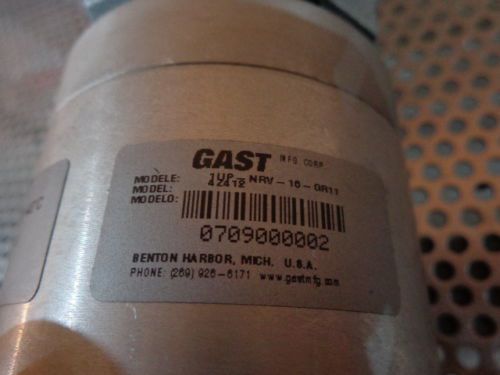 GAST MFG CORP
MODELE: 1UP-NRV-10-GR11
MODEL: 42412
MODELO:
0709000002
BENTON HARBOR, MICH. U.S.A.
PHONE: (269) 926-6171 www.gastmfg.com